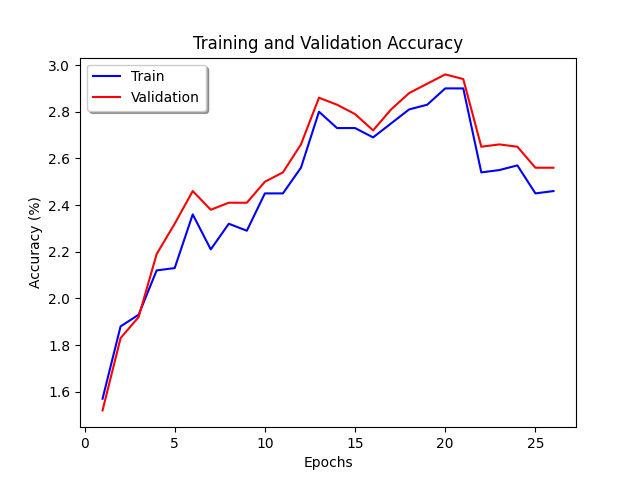 Training and Validation Accuracy
Train
Validation
Accuracy (%)
3.0
2.8
2.6
2.4
2.2
2.0
1.8
1.6
0 5 10 15 20 25
Epochs